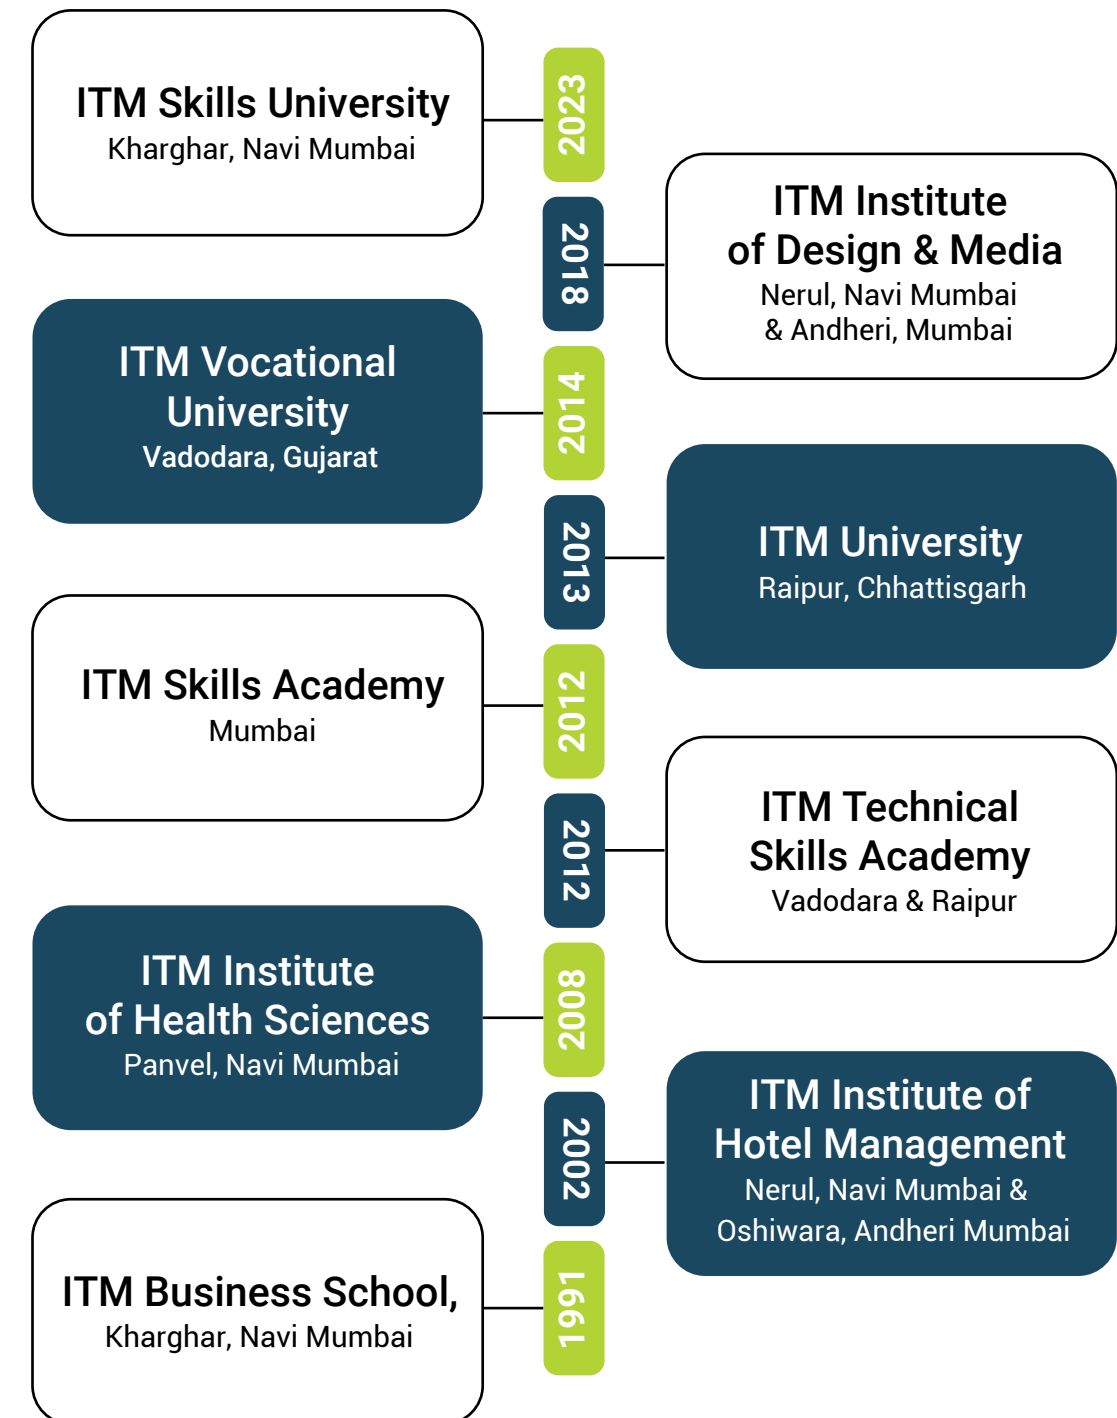 ITM Skills University
Kharghar, Navi Mumbai
2023
ITM Institute
of Design & Media
Nerul, Navi Mumbai
& Andheri, Mumbai
2018
ITM Vocational
University
Vadodara, Gujarat
2014
ITM University
Raipur, Chhattisgarh
2013
ITM Skills Academy
Mumbai
2012
ITM Technical
Skills Academy
Vadodara & Raipur
2012
ITM Institute
of Health Sciences
Panvel, Navi Mumbai
2008
ITM Institute of
Hotel Management
Nerul, Navi Mumbai &
Oshiwara, Andheri Mumbai
2002
ITM Business School,
Kharghar, Navi Mumbai
1991